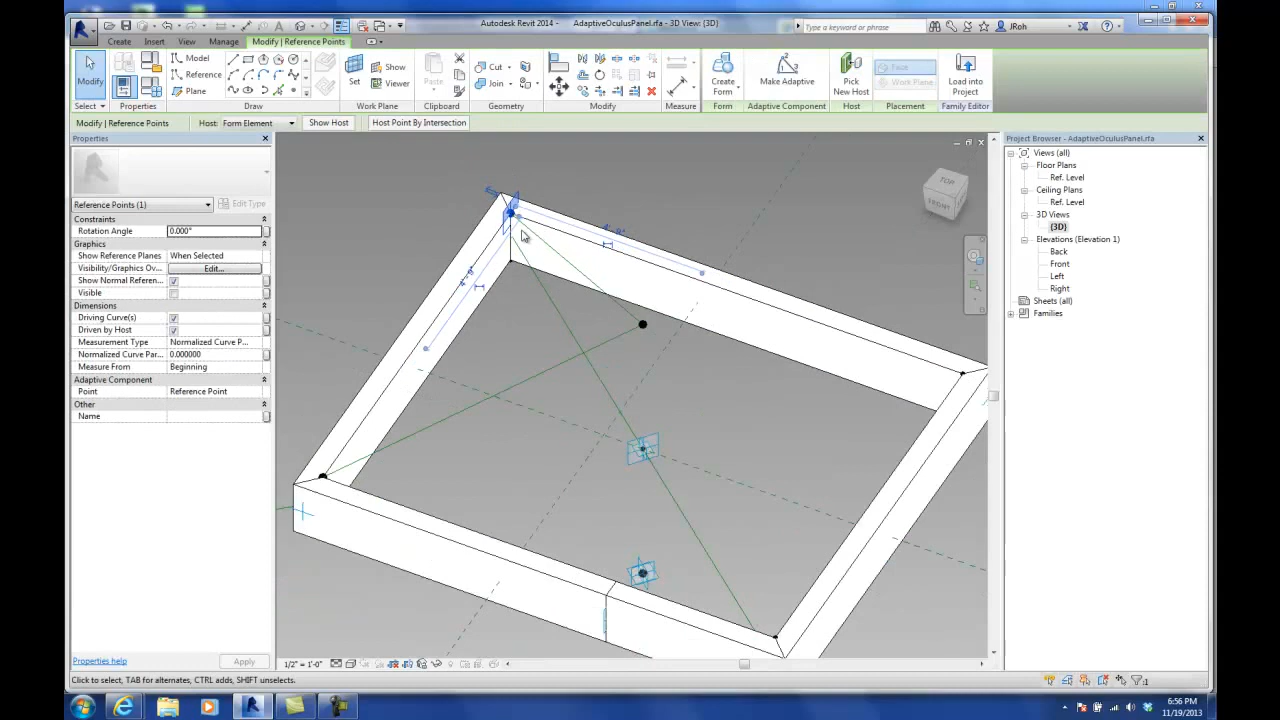 Autodesk Revit 2014 - AdaptiveOculusPanel.rfa - 3D View: {3D}
Type a keyword or phrase
JRoh
Create Insert View Manage Modify | Reference Points
Modify
Select
Properties
Model
Reference
Plane
Draw
Set
Show
Viewer
Work Plane
Paste
Clipboard
Cut
Join
Geometry
Modify
Measure
Create Form
Form
Make Adaptive
Adaptive Component
Pick New Host
Host
Face
Work Plane
Placement
Load into Project
Family Editor
Modify | Reference Points
Host: Form Element
Show Host
Host Point By Intersection
Properties
Reference Points (1)
Edit Type
Constraints
Rotation Angle 0.000°
Graphics
Show Reference Planes When Selected
Visibility/Graphics Ov... Edit...
Show Normal Referen...
Visible
Dimensions
Driving Curve(s)
Driven by Host
Measurement Type Normalized Curve P...
Normalized Curve Par... 0.000000
Measure From Beginning
Adaptive Component
Point Reference Point
Other
Name
Properties help
Apply
TOP
FRONT
1/2" = 1'-0"
Project Browser - AdaptiveOculusPanel.rfa
Views (all)
Floor Plans
Ref. Level
Ceiling Plans
Ref. Level
3D Views
{3D}
Elevations (Elevation 1)
Back
Front
Left
Right
Sheets (all)
Families
Click to select, TAB for alternates, CTRL adds, SHIFT unselects.
:1
6:56 PM
11/19/2013